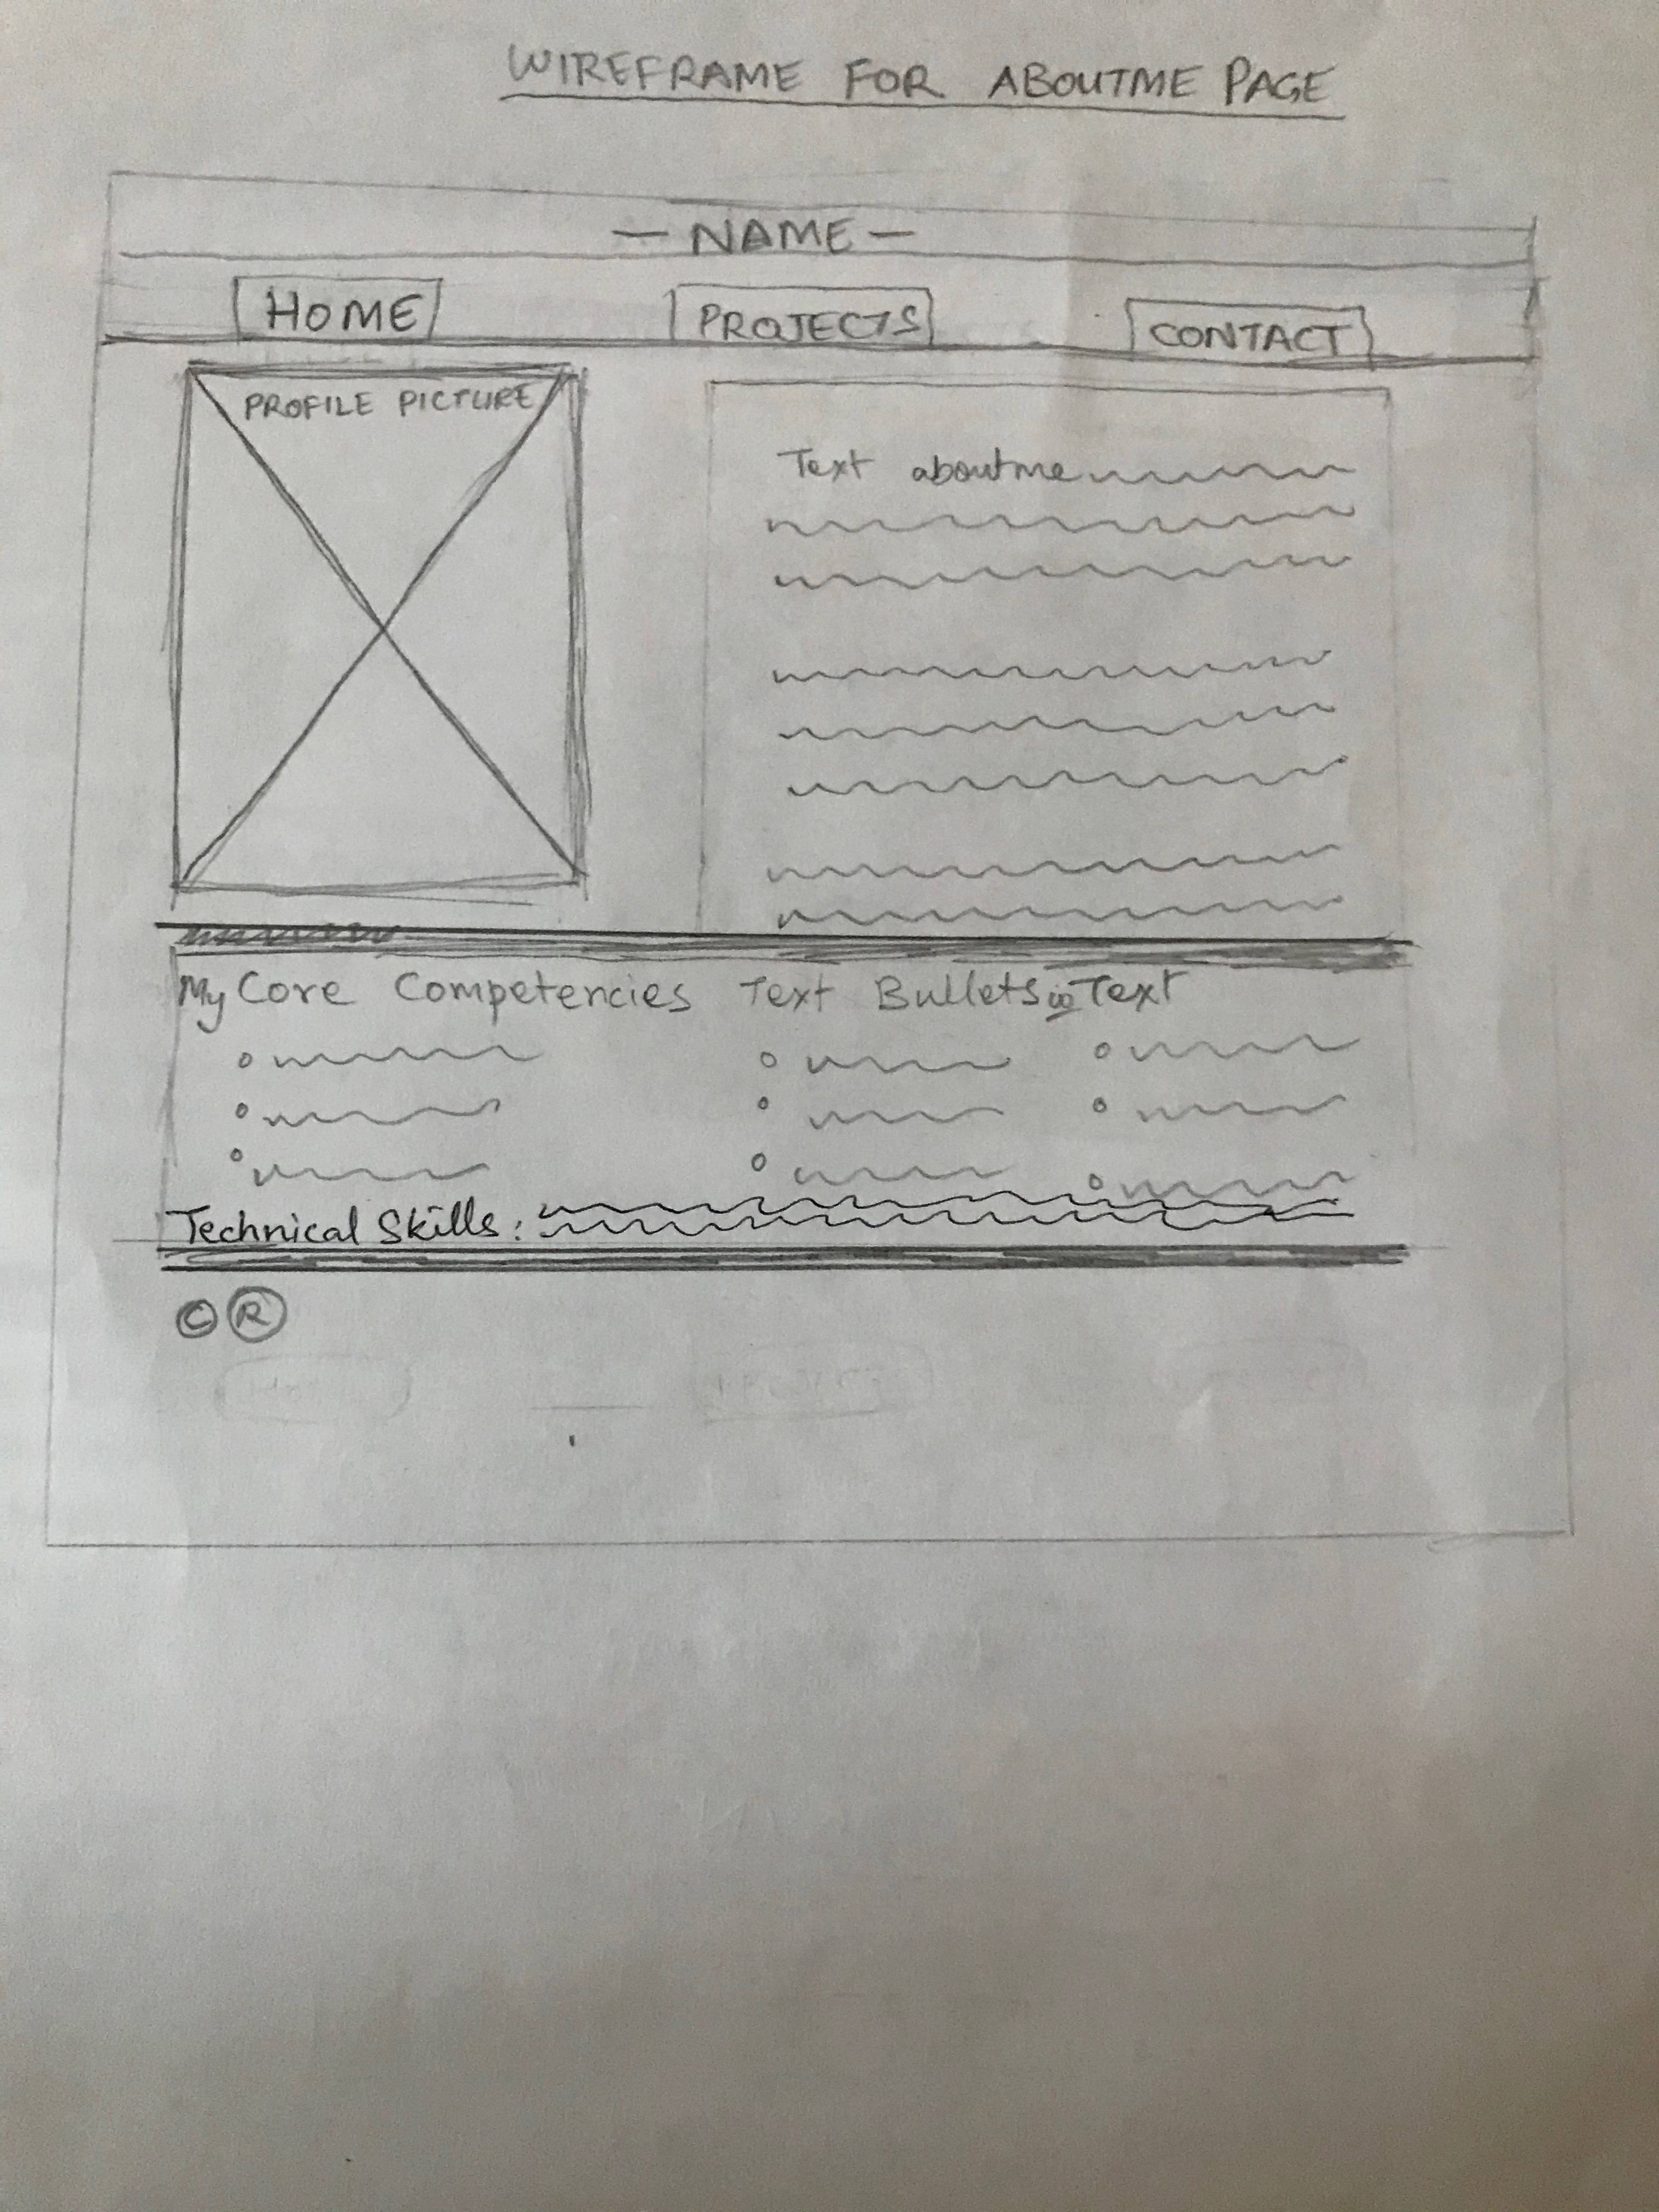 WIREFRAME FOR ABOUTME PAGE
— NAME —
HOME PROJECTS CONTACT
PROFILE PICTURE
Text aboutme
My Core Competencies Text Bullets in Text
Technical Skills:
© ®